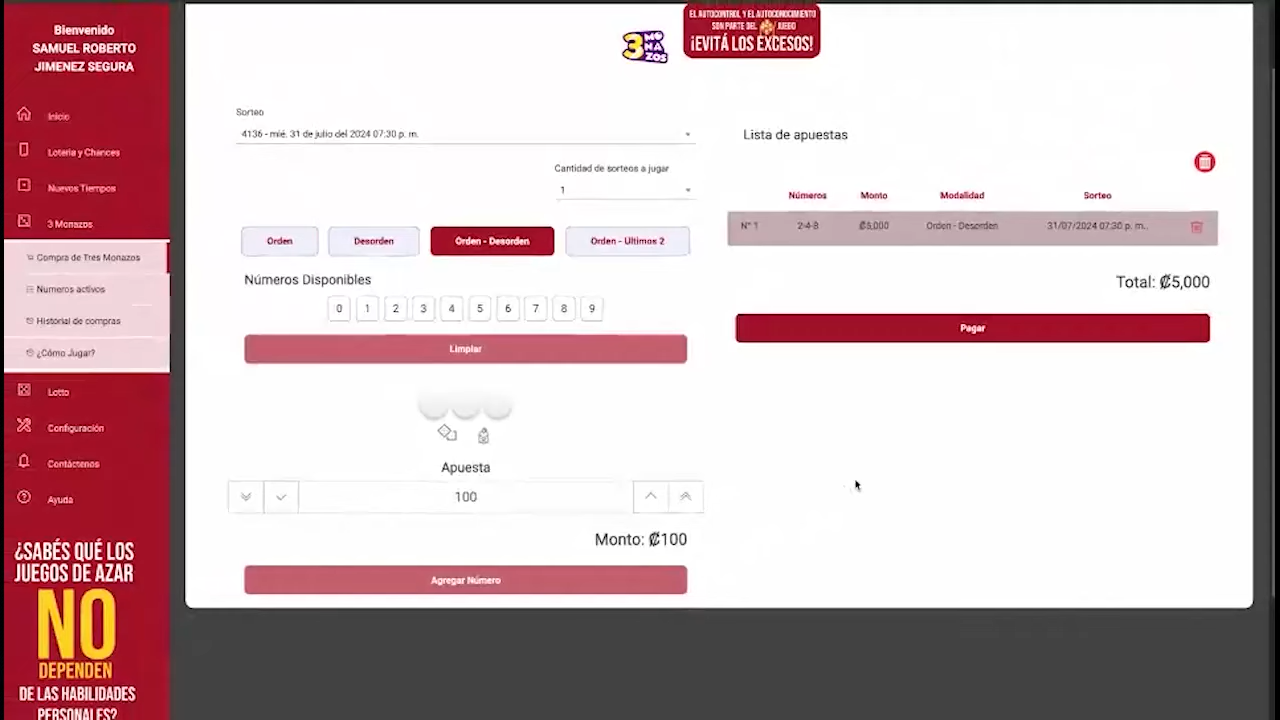 Bienvenido
SAMUEL ROBERTO
JIMENEZ SEGURA
Inicio
Lotería y Chances
Nuevos Tiempos
3 Monazos
Compra de Tres Monazos
Numeros activos
Historial de compras
¿Cómo Jugar?
Lotto
Configuración
Contáctenos
Ayuda
¿SABÉS QUÉ LOS
JUEGOS DE AZAR
NO
DEPENDEN
DE LAS HABILIDADES
PERSONALES?
3 MO
NA
ZOS
EL AUTOCONTROL Y EL AUTOCONOCIMIENTO
SON PARTE DEL JUEGO
¡EVITÁ LOS EXCESOS!
Sorteo
4136 - mié. 31 de julio del 2024 07:30 p. m.
Cantidad de sorteos a jugar
1
Orden Desorden Orden - Desorden Orden - Ultimos 2
Números Disponibles
0 1 2 3 4 5 6 7 8 9
Limpiar
Apuesta
100
Monto: ₡100
Agregar Número
Lista de apuestas
Números Monto Modalidad Sorteo
N° 1 2-4-8 ₡5,000 Orden - Desorden 31/07/2024 07:30 p. m..
Total: ₡5,000
Pagar